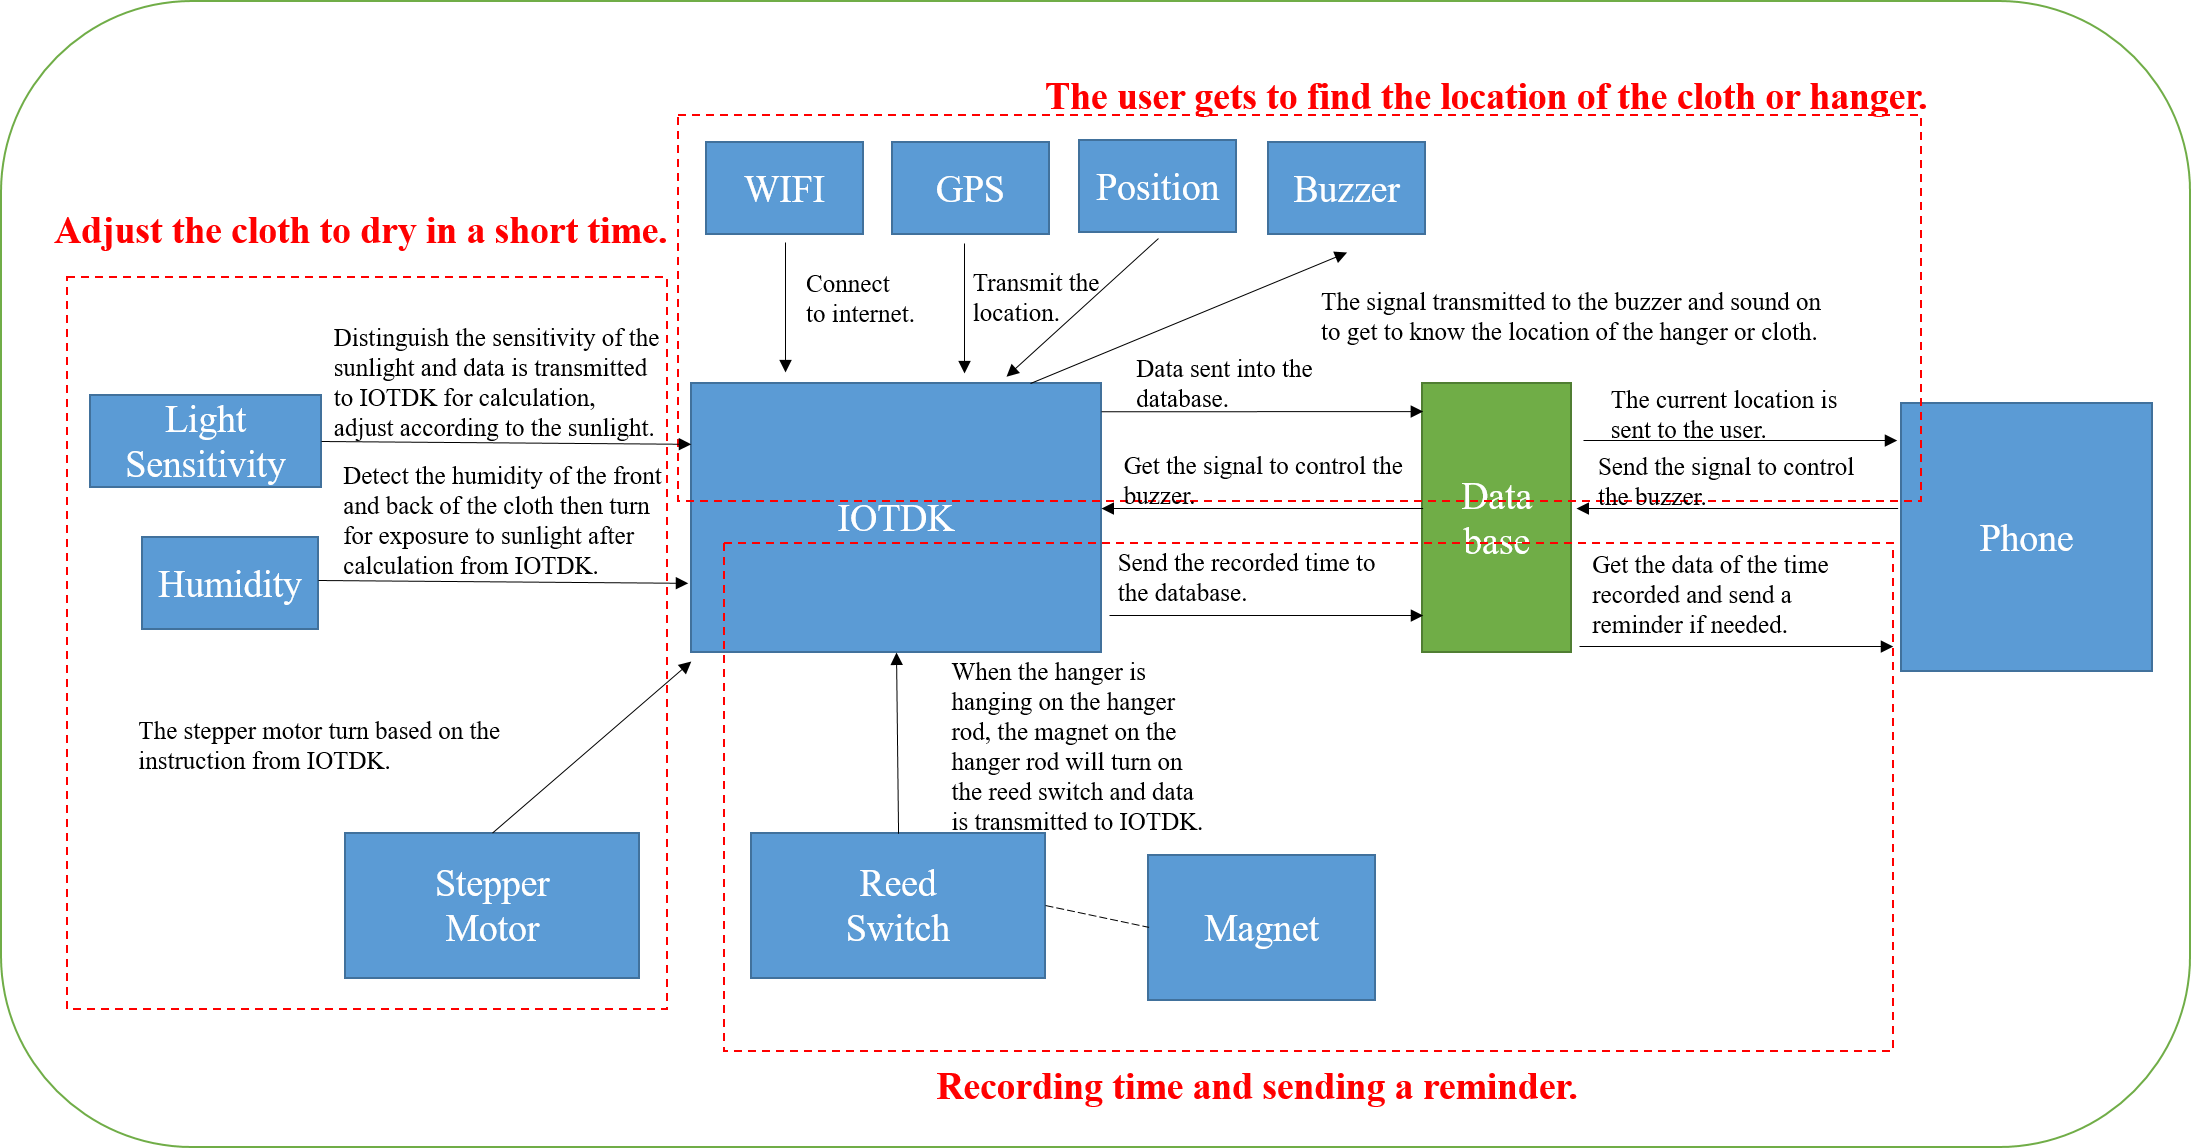 The user gets to find the location of the cloth or hanger.
WIFI
GPS
Position
Buzzer
Adjust the cloth to dry in a short time.
Connect
to internet.
Transmit the
location.
The signal transmitted to the buzzer and sound on
to get to know the location of the hanger or cloth.
Distinguish the sensitivity of the
sunlight and data is transmitted
to IOTDK for calculation,
adjust according to the sunlight.
Light
Sensitivity
Data sent into the
database.
The current location is
sent to the user.
Detect the humidity of the front
and back of the cloth then turn
for exposure to sunlight after
calculation from IOTDK.
Humidity
IOTDK
Get the signal to control the
buzzer.
Data
base
Send the signal to control
the buzzer.
Phone
Send the recorded time to
the database.
Get the data of the time
recorded and send a
reminder if needed.
The stepper motor turn based on the
instruction from IOTDK.
When the hanger is
hanging on the hanger
rod, the magnet on the
hanger rod will turn on
the reed switch and data
is transmitted to IOTDK.
Stepper
Motor
Reed
Switch
Magnet
Recording time and sending a reminder.